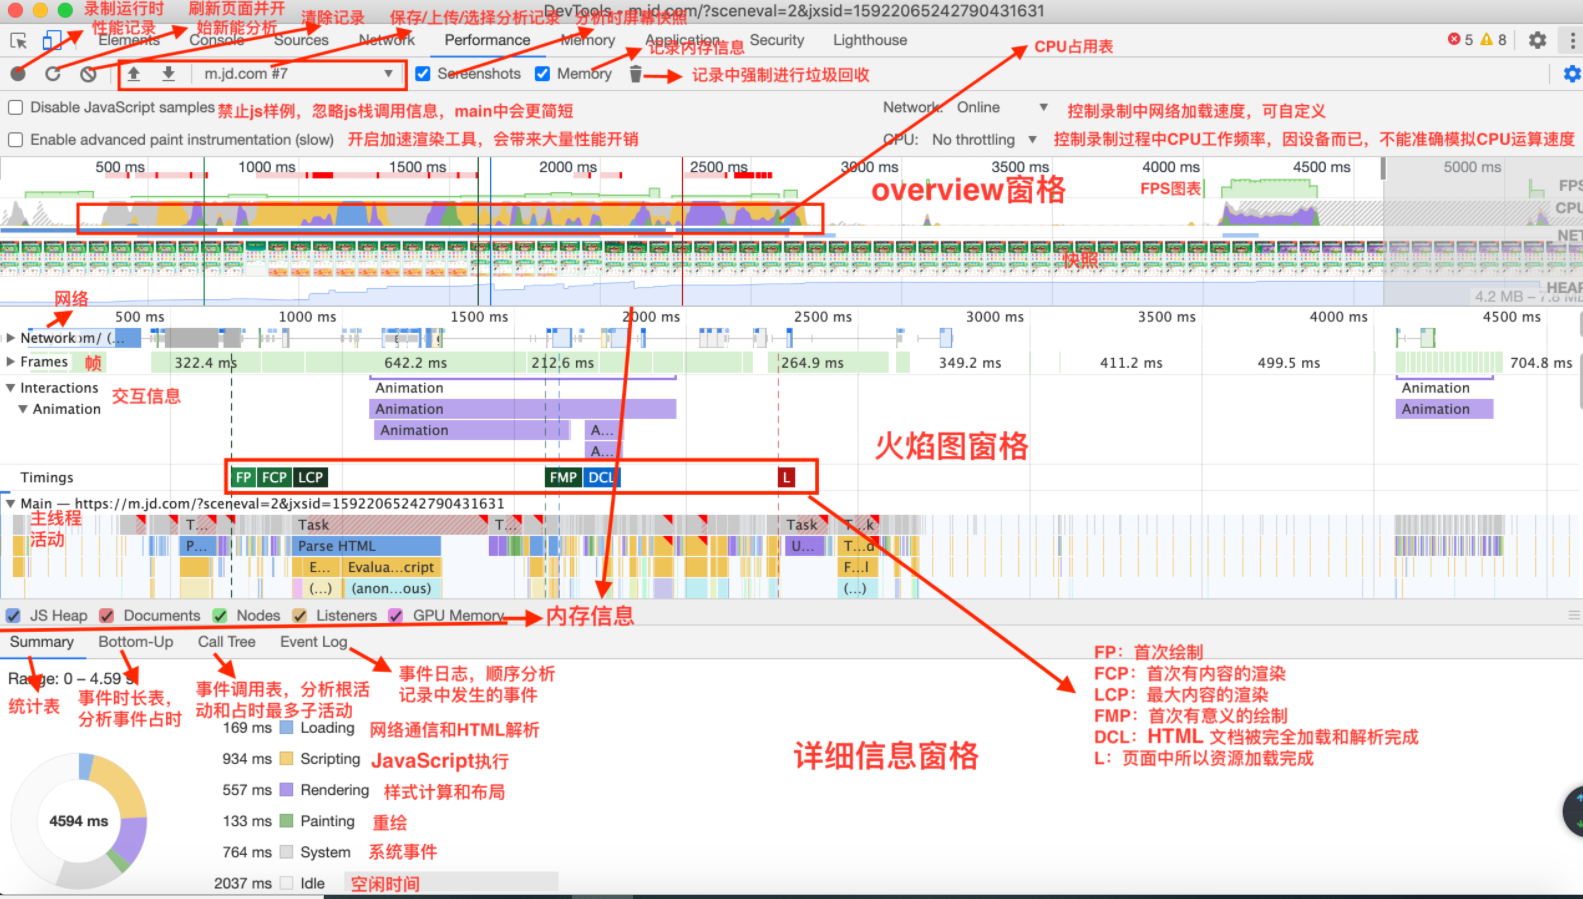 DevTools - m.jd.com/?sceneval=2&jxsid=15922065242790431631
录制运行时
性能记录
刷新页面并开
始新能分析
清除记录
保存/上传/选择分析记录
分析时屏幕快照
Elements
Console
Sources
Network
Performance
Memory
Application
Security
Lighthouse
5
8
记录内存信息
CPU占用表
m.jd.com #7
Screenshots
Memory
记录中强制进行垃圾回收
Disable JavaScript samples
禁止js样例，忽略js栈调用信息，main中会更简短
Network: Online
控制录制中网络加载速度，可自定义
Enable advanced paint instrumentation (slow)
开启加速渲染工具，会带来大量性能开销
CPU: No throttling
控制录制过程中CPU工作频率，因设备而已，不能准确模拟CPU运算速度
500 ms
1000 ms
1500 ms
2000 ms
2500 ms
3000 ms
3500 ms
4000 ms
4500 ms
5000 ms
overview窗格
FPS图表
FPS
CPU
NET
快照
HEAP
4.2 MB – 7.8 MB
网络
500 ms
1000 ms
1500 ms
2000 ms
2500 ms
3000 ms
3500 ms
4000 ms
4500 ms
Network
om/ (...
Frames
帧
322.4 ms
642.2 ms
212.6 ms
264.9 ms
349.2 ms
411.2 ms
499.5 ms
704.8 ms
Interactions
交互信息
Animation
Animation
Animation
Animation
Animation
Animation
A...
A...
火焰图窗格
Timings
FP
FCP
LCP
FMP
DCL
L
Main — https://m.jd.com/?sceneval=2&jxsid=15922065242790431631
主线程
活动
T...
Task
T...
Task
T...k
P...
Parse HTML
U...
T...d
E...
Evalua...cript
F...l
(...)
(anon...ous)
(...)
JS Heap
Documents
Nodes
Listeners
GPU Memory
内存信息
Summary
Bottom-Up
Call Tree
Event Log
Range: 0 – 4.59 s
统计表
事件时长表，
分析事件占时
事件调用表，分析根活
动和占时最多子活动
事件日志，顺序分析
记录中发生的事件
FP：首次绘制
FCP：首次有内容的渲染
LCP：最大内容的渲染
FMP：首次有意义的绘制
DCL：HTML 文档被完全加载和解析完成
L：页面中所以资源加载完成
详细信息窗格
4594 ms
169 ms Loading 网络通信和HTML解析
934 ms Scripting JavaScript执行
557 ms Rendering 样式计算和布局
133 ms Painting 重绘
764 ms System 系统事件
2037 ms Idle 空闲时间